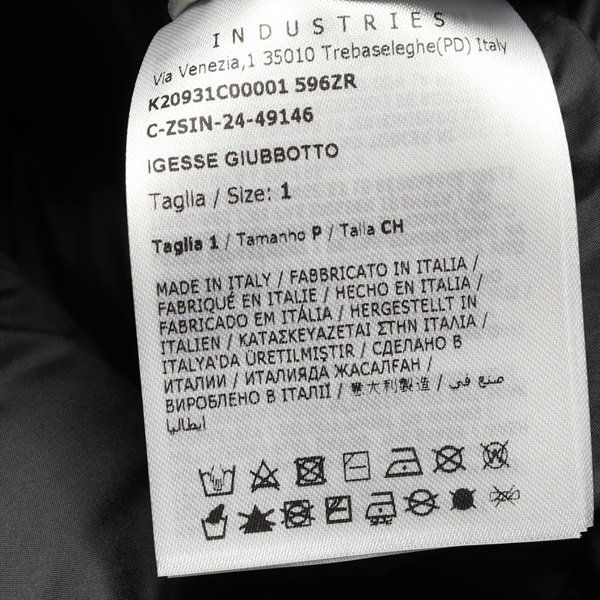 INDUSTRIES
Via Venezia,1 35010 Trebaseleghe(PD) Italy
K20931C00001 596ZR
C-ZSIN-24-49146
IGESSE GIUBBOTTO
Taglia / Size: 1
Taglia 1 / Tamanho P / Talla CH
MADE IN ITALY / FABBRICATO IN ITALIA /
FABRIQUÉ EN ITALIE / HECHO EN ITALIA /
FABRICADO EM ITÁLIA / HERGESTELLT IN
ITALIEN / ΚΑΤΑΣΚΕΥΑΖΕΤΑΙ ΣΤΗΝ ΙΤΑΛΙΑ /
ITALYA'DA ÜRETILMIŞTIR / СДЕЛАНО В
ИТАЛИИ / ИТАЛИЯДА ЖАСАЛҒАН /
ВИРОБЛЕНО В ІТАЛІЇ / 意大利製造 / صنع في
ايطاليا